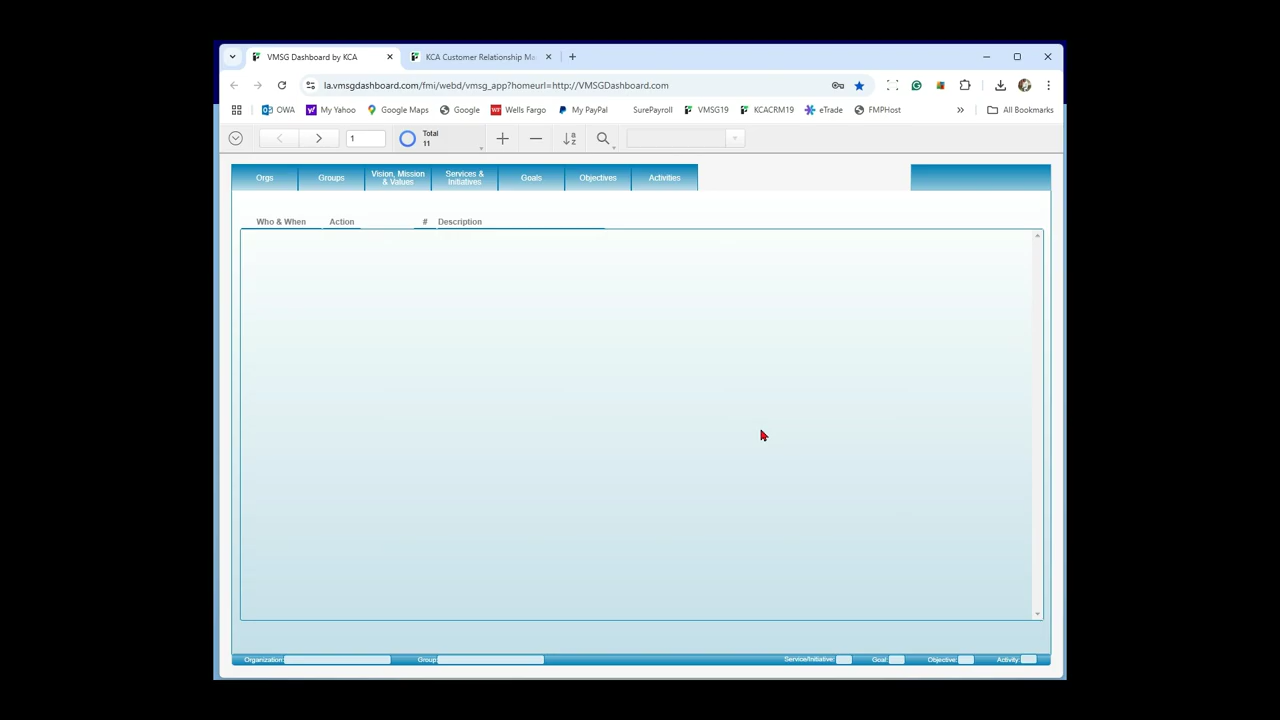 VMSG Dashboard by KCA
KCA Customer Relationship Ma
la.vmsgdashboard.com/fmi/webd/vmsg_app?homeurl=http://VMSGDashboard.com
OWA My Yahoo Google Maps Google Wells Fargo My PayPal SurePayroll VMSG19 KCACRM19 eTrade FMPHost » All Bookmarks
1 Total
11
Orgs Groups Vision, Mission & Values Services & Initiatives Goals Objectives Activities
Who & When Action # Description
Organization: Group: Service/Initiative: Goal: Objective: Activity: